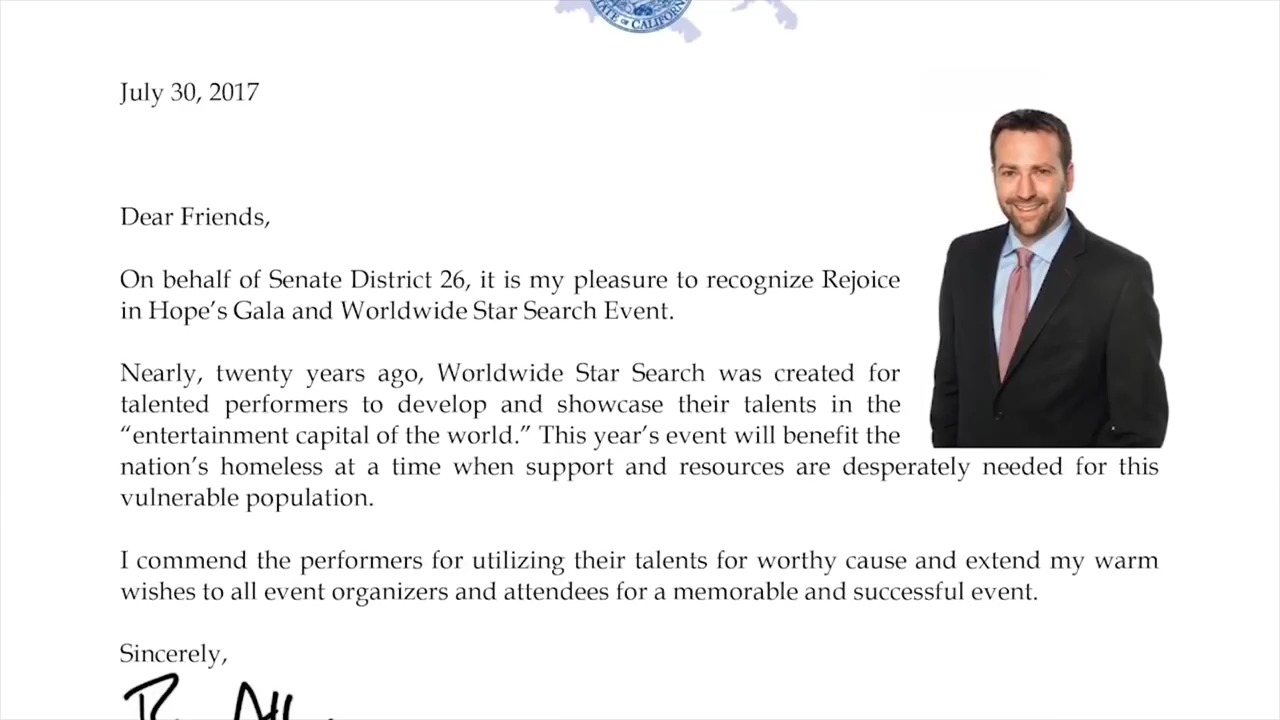 STATE OF CALIFORNI
July 30, 2017
Dear Friends,
On behalf of Senate District 26, it is my pleasure to recognize Rejoice
in Hope’s Gala and Worldwide Star Search Event.
Nearly, twenty years ago, Worldwide Star Search was created for
talented performers to develop and showcase their talents in the
“entertainment capital of the world.” This year’s event will benefit the
nation’s homeless at a time when support and resources are desperately needed for this
vulnerable population.
I commend the performers for utilizing their talents for worthy cause and extend my warm
wishes to all event organizers and attendees for a memorable and successful event.
Sincerely,